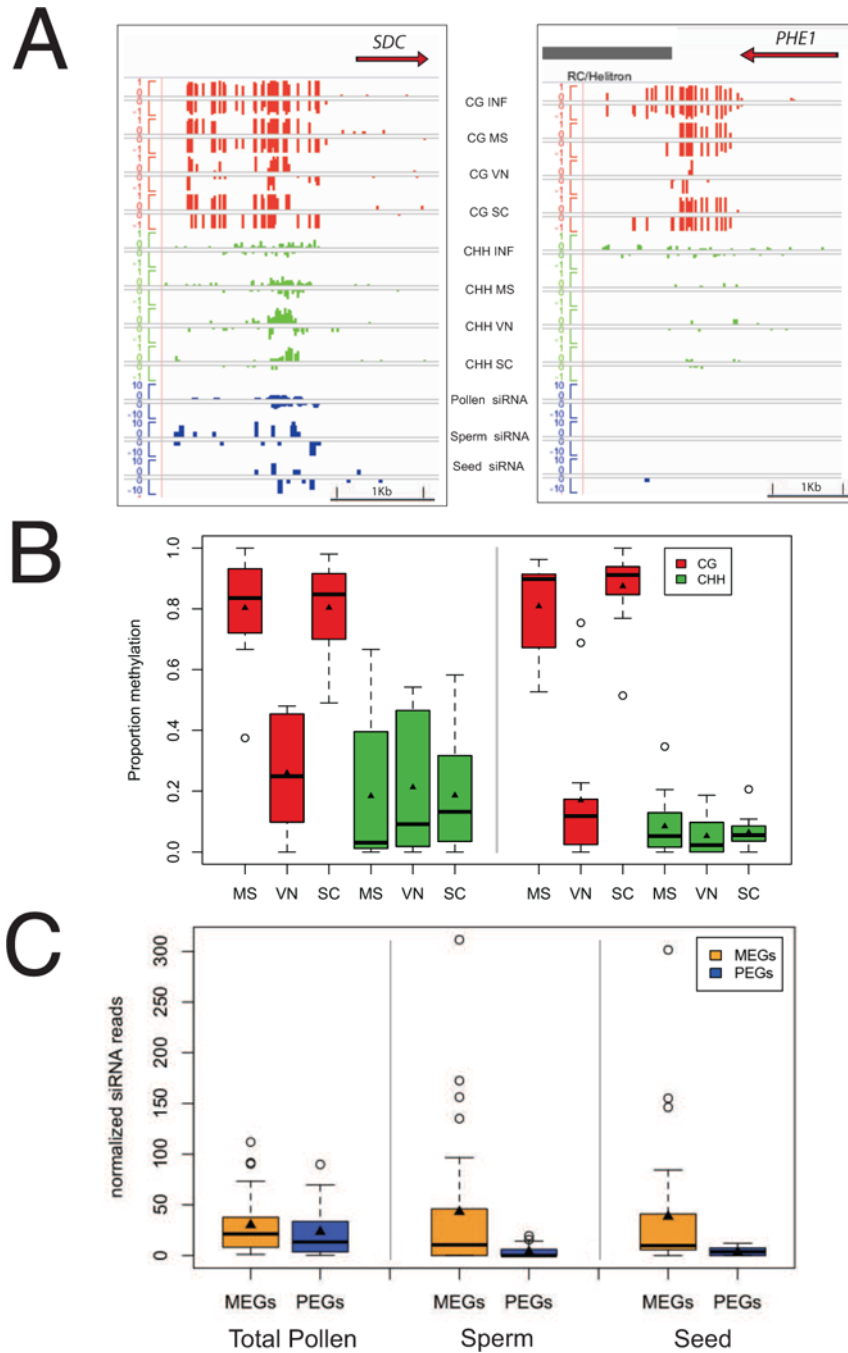 A
SDC
PHE1
RC/Helitron
CG INF
CG MS
CG VN
CG SC
CHH INF
CHH MS
CHH VN
CHH SC
Pollen siRNA
Sperm siRNA
Seed siRNA
1Kb
1Kb
B
Proportion methylation
1.0
0.8
0.6
0.4
0.2
0.0
CG
CHH
MS VN SC MS VN SC MS VN SC MS VN SC
C
normalized siRNA reads
300
250
200
150
100
50
0
MEGs
PEGs
MEGs PEGs MEGs PEGs MEGs PEGs
Total Pollen Sperm Seed